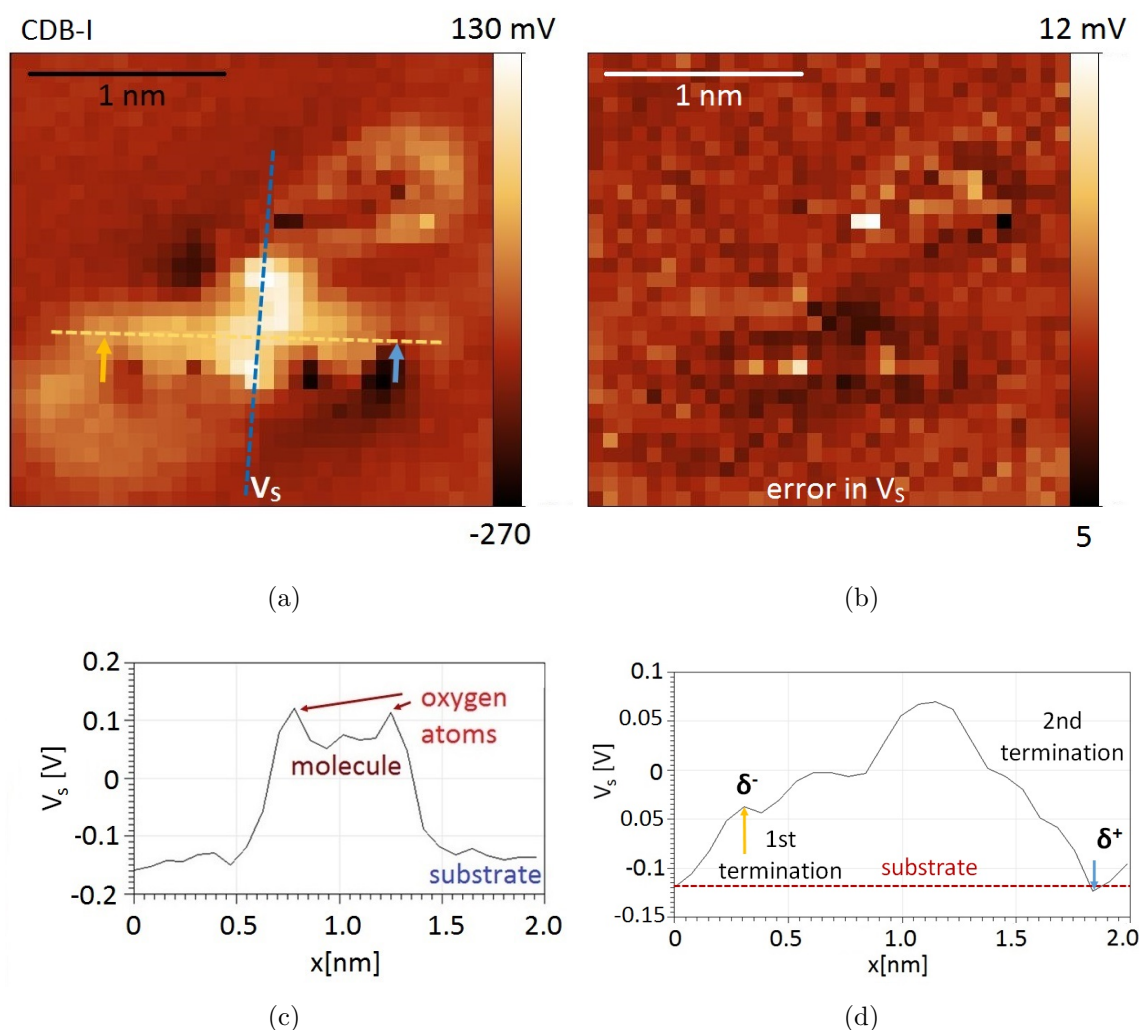 CDB-I 130 mV 12 mV
1 nm 1 nm
Vs error in Vs
-270 5
(a) (b)
0.2
0.1
0
-0.1
-0.2
Vs [V]
oxygen
atoms
molecule
substrate
0 0.5 1.0 1.5 2.0
x[nm]
(c)
0.1
0.05
0
0.05
-0.1
-0.15
Vs [V]
2nd
termination
δ-
δ+
1st
termination
substrate
0 0.5 1.0 1.5 2.0
x[nm]
(d)